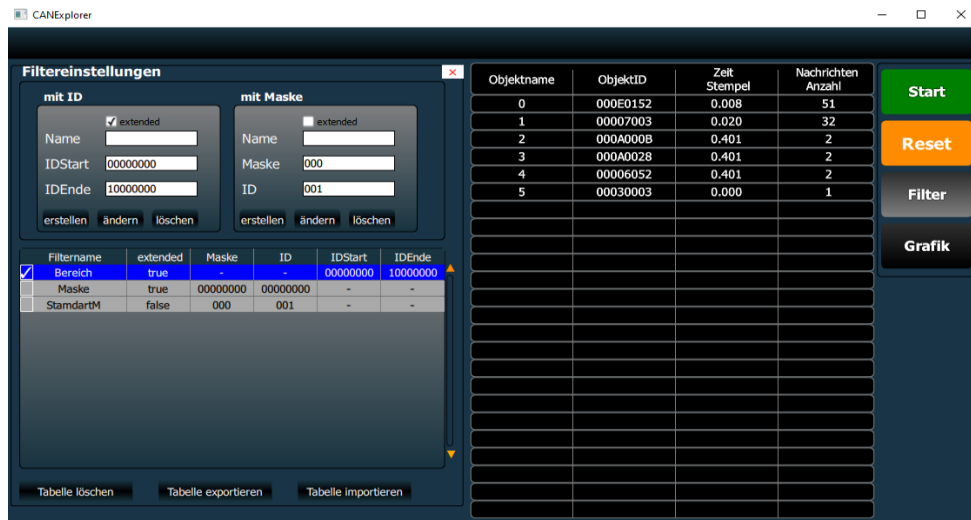 CANExplorer
Filtereinstellungen
mit ID
extended
Name
IDStart 00000000
IDEnde 10000000
erstellen ändern löschen
mit Maske
extended
Name
Maske 000
ID 001
erstellen ändern löschen
Filtername extended Maske ID IDStart IDEnde
Bereich true - - 00000000 10000000
Maske true 00000000 00000000 - -
StamdartM false 000 001 - -
Tabelle löschen Tabelle exportieren Tabelle importieren
Objektname ObjektID Zeit Stempel Nachrichten Anzahl
0 000E0152 0.008 51
1 00007003 0.020 32
2 000A000B 0.401 2
3 000A0028 0.401 2
4 00006052 0.401 2
5 00030003 0.000 1
Start
Reset
Filter
Grafik